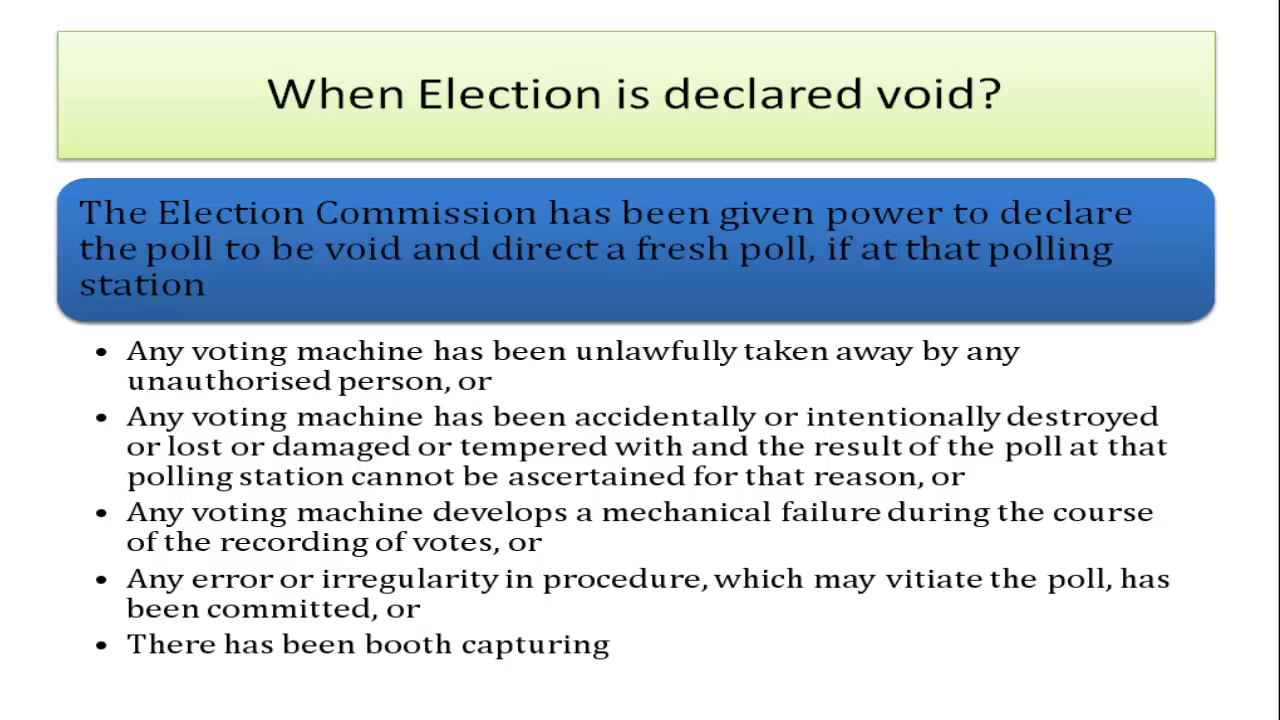 When Election is declared void?
The Election Commission has been given power to declare
the poll to be void and direct a fresh poll, if at that polling
station
• Any voting machine has been unlawfully taken away by any
unauthorised person, or
• Any voting machine has been accidentally or intentionally destroyed
or lost or damaged or tempered with and the result of the poll at that
polling station cannot be ascertained for that reason, or
• Any voting machine develops a mechanical failure during the course
of the recording of votes, or
• Any error or irregularity in procedure, which may vitiate the poll, has
been committed, or
• There has been booth capturing